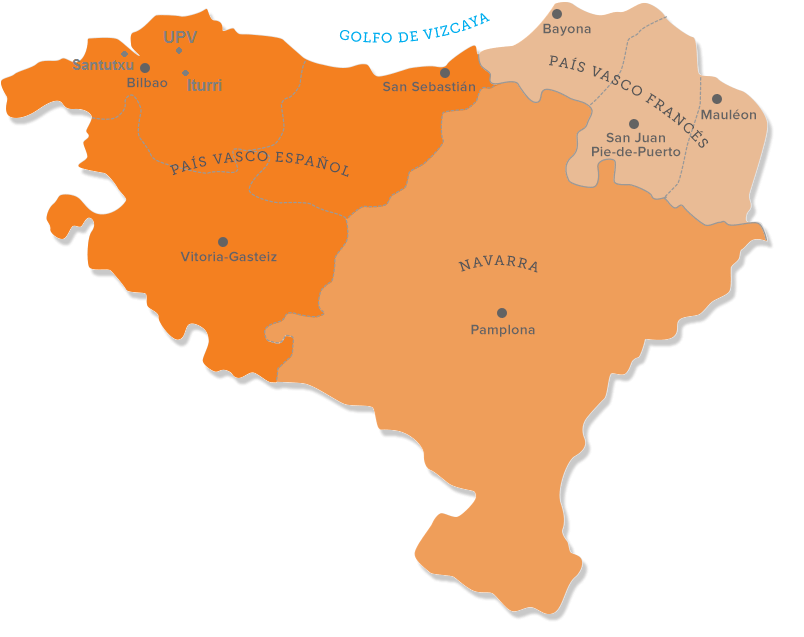 GOLFO DE VIZCAYA
Bayona
UPV
Santutxu
Bilbao
Iturri
San Sebastián
PAÍS VASCO FRANCÉS
Mauléon
San Juan
Pie-de-Puerto
PAÍS VASCO ESPAÑOL
Vitoria-Gasteiz
NAVARRA
Pamplona